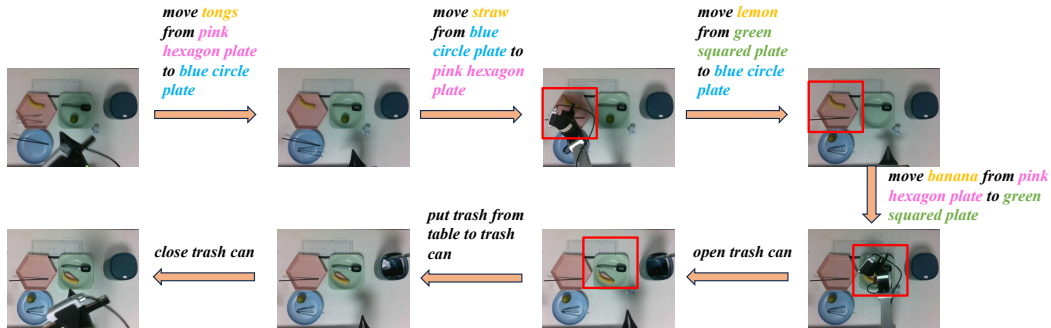 move tongs
from pink
hexagon plate
to blue circle
plate
move straw
from blue
circle plate to
pink hexagon
plate
move lemon
from green
squared plate
to blue circle
plate
move banana from pink
hexagon plate to green
squared plate
open trash can
put trash from
table to trash
can
close trash can